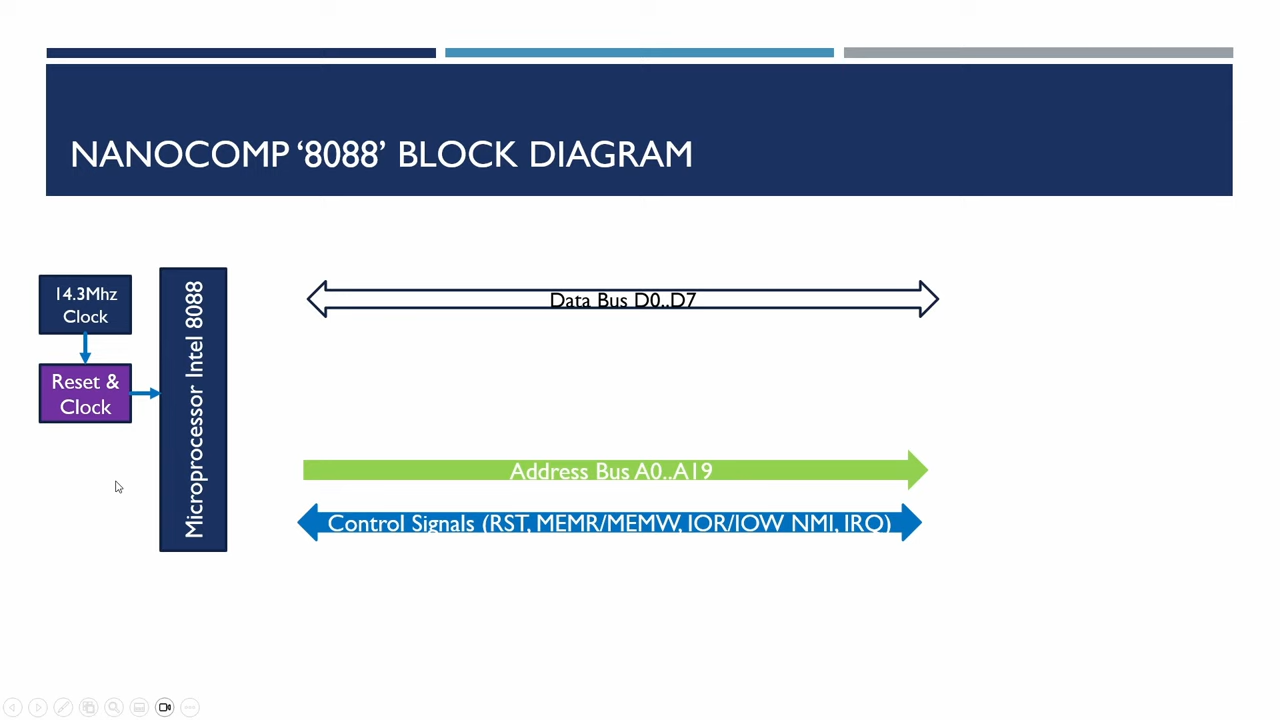 NANOCOMP ‘8088’ BLOCK DIAGRAM
14.3Mhz
Clock
Reset &
Clock
Microprocessor Intel 8088
Data Bus D0..D7
Address Bus A0..A19
Control Signals (RST, MEMR/MEMW, IOR/IOW NMI, IRQ)